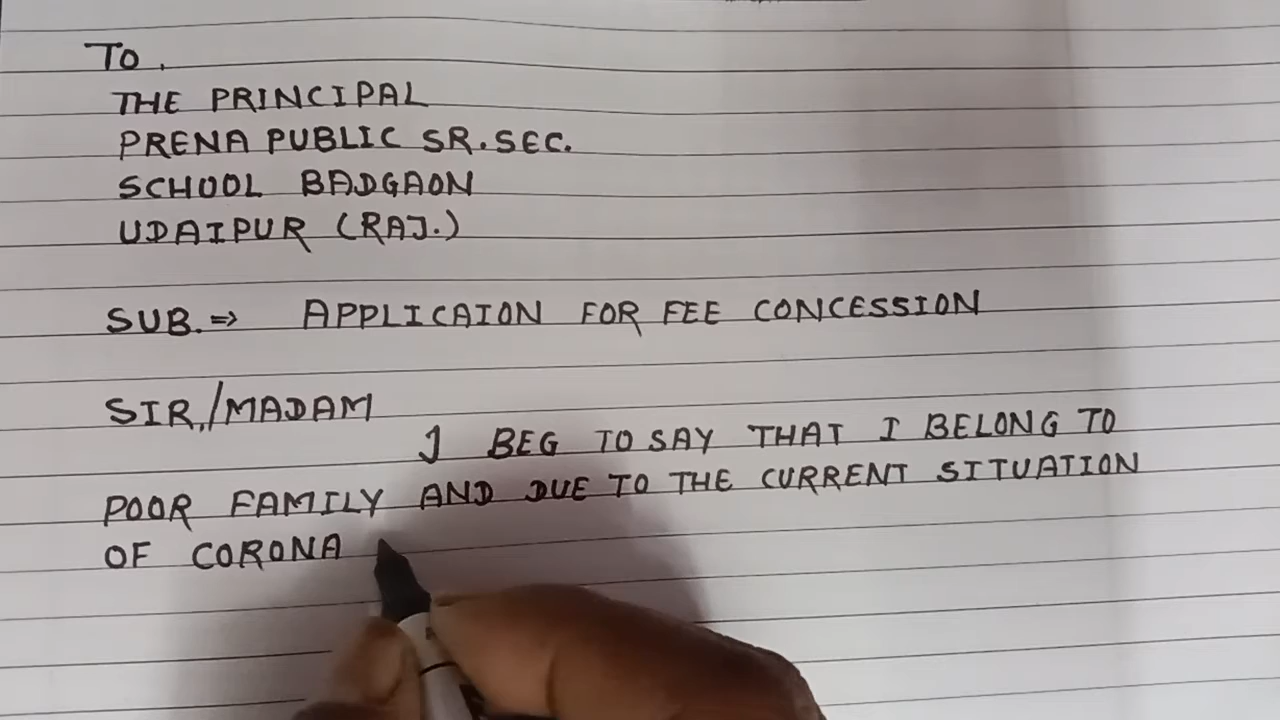 TO,
THE PRINCIPAL
PRENA PUBLIC SR.SEC.
SCHOOL BADGAON
UDAIPUR (RAJ.)
SUB.⇒ APPLICAION FOR FEE CONCESSION
SIR,/MADAM
I BEG TO SAY THAT I BELONG TO
POOR FAMILY AND DUE TO THE CURRENT SITUATION
OF CORONA